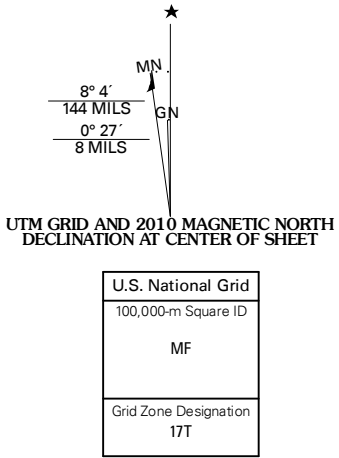 MN
8° 4´
144 MILS
GN
0° 27´
8 MILS
UTM GRID AND 2010 MAGNETIC NORTH
DECLINATION AT CENTER OF SHEET
U.S. National Grid
100,000-m Square ID
MF
Grid Zone Designation
17T